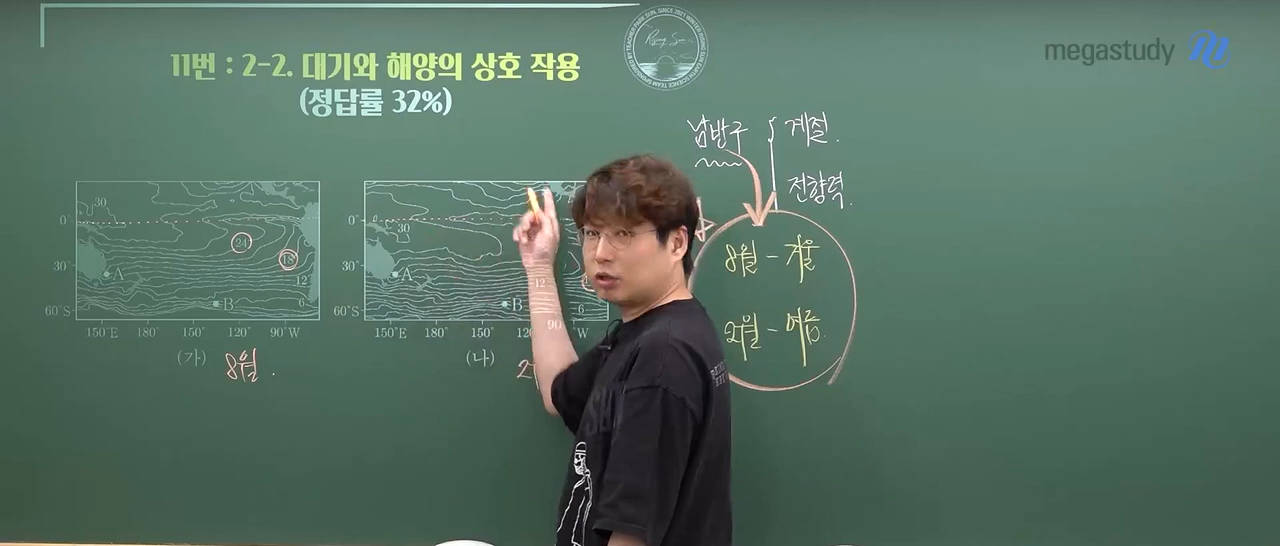 11번 : 2-2. 대기와 해양의 상호 작용
(정답률 32%)
megastudy
남반구
계절.
전향력.
8월 - 겨울
2월 - 여름.
30
0°
24
18
30°
A
12
B
6
60°S
150°E 180° 150° 120° 90°W
(가)
8월.
0°
30
30°
A
12
B
6
60°S
150°E 180° 150° 90°W
(나)